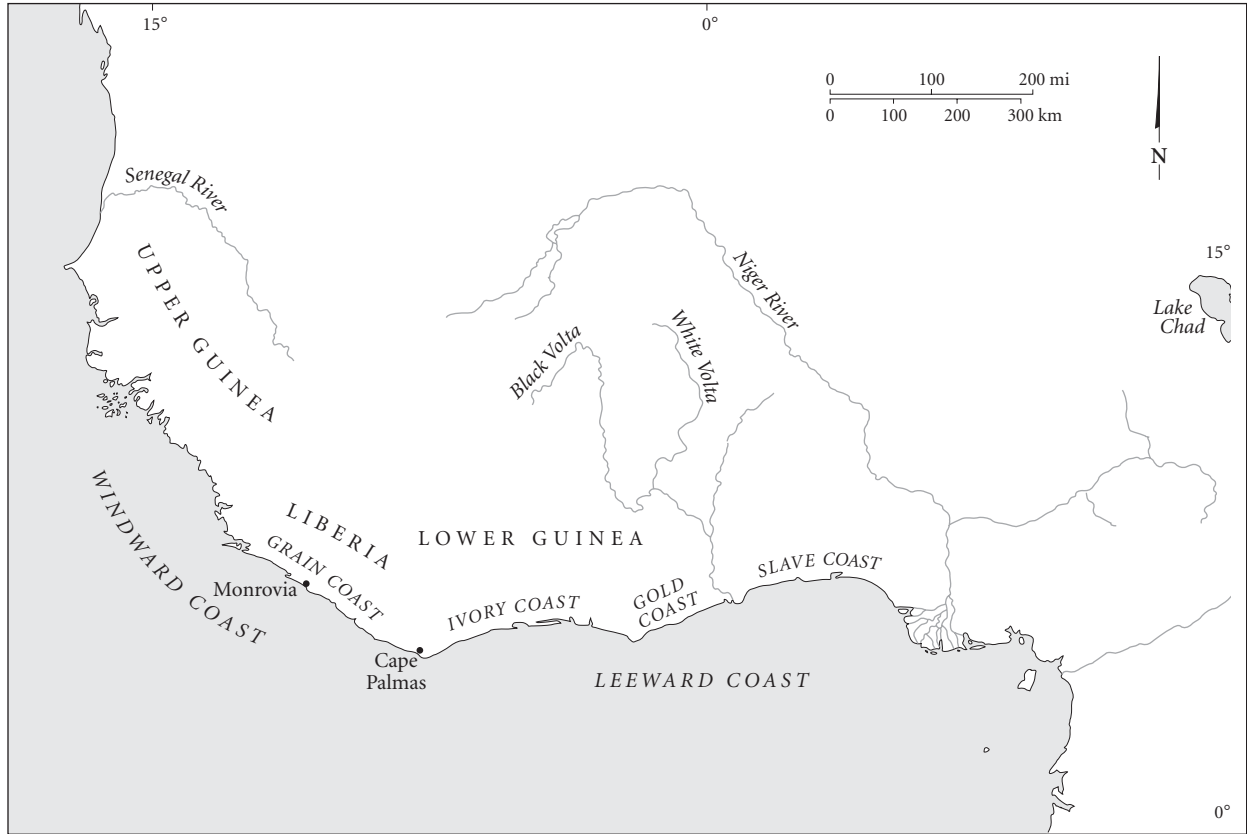 15°
0°
0 100 200 mi
0 100 200 300 km
N
Senegal River
15°
UPPER GUINEA
Niger River
Lake
Chad
Black Volta
White Volta
WINDWARD COAST
LIBERIA
LOWER GUINEA
GRAIN COAST
SLAVE COAST
Monrovia
GOLD
COAST
IVORY COAST
Cape
Palmas
LEEWARD COAST
0°